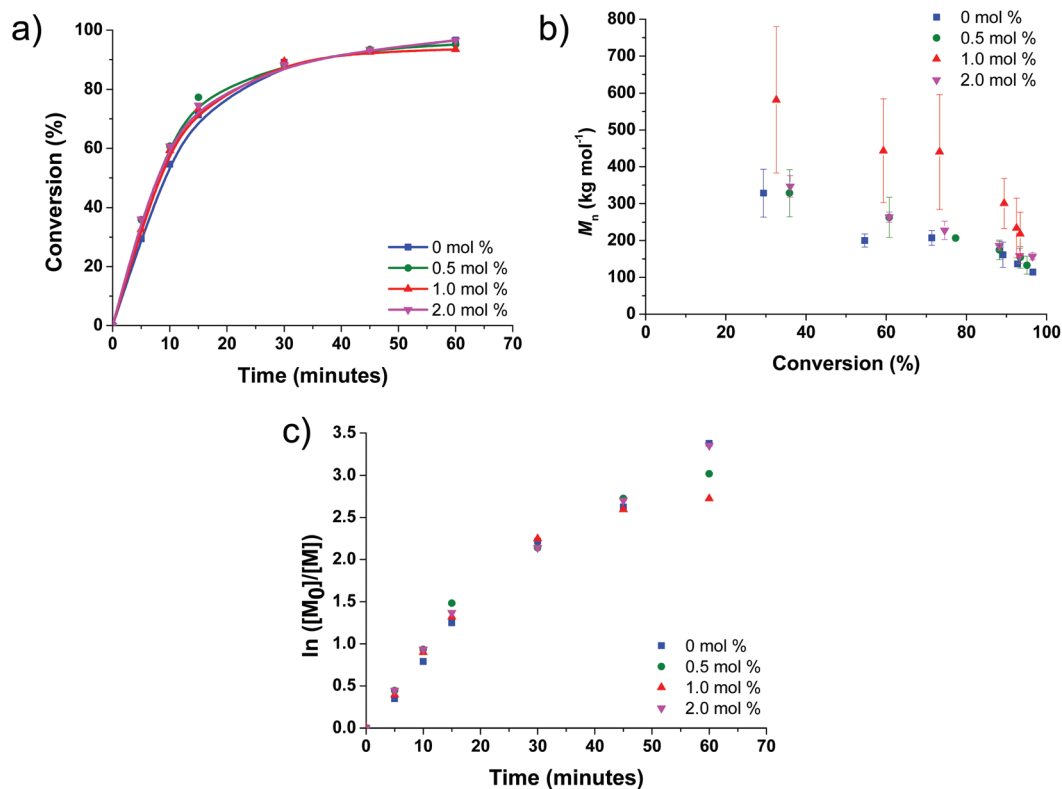 a)
100
80
60
40
20
0
Conversion (%)
0 10 20 30 40 50 60 70
Time (minutes)
0 mol %
0.5 mol %
1.0 mol %
2.0 mol %
b)
800
700
600
500
400
300
200
100
0
Mn (kg mol⁻¹)
0 20 40 60 80 100
Conversion (%)
0 mol %
0.5 mol %
1.0 mol %
2.0 mol %
c)
3.5
3.0
2.5
2.0
1.5
1.0
0.5
0.0
ln ([M0]/[M])
0 10 20 30 40 50 60 70
Time (minutes)
0 mol %
0.5 mol %
1.0 mol %
2.0 mol %